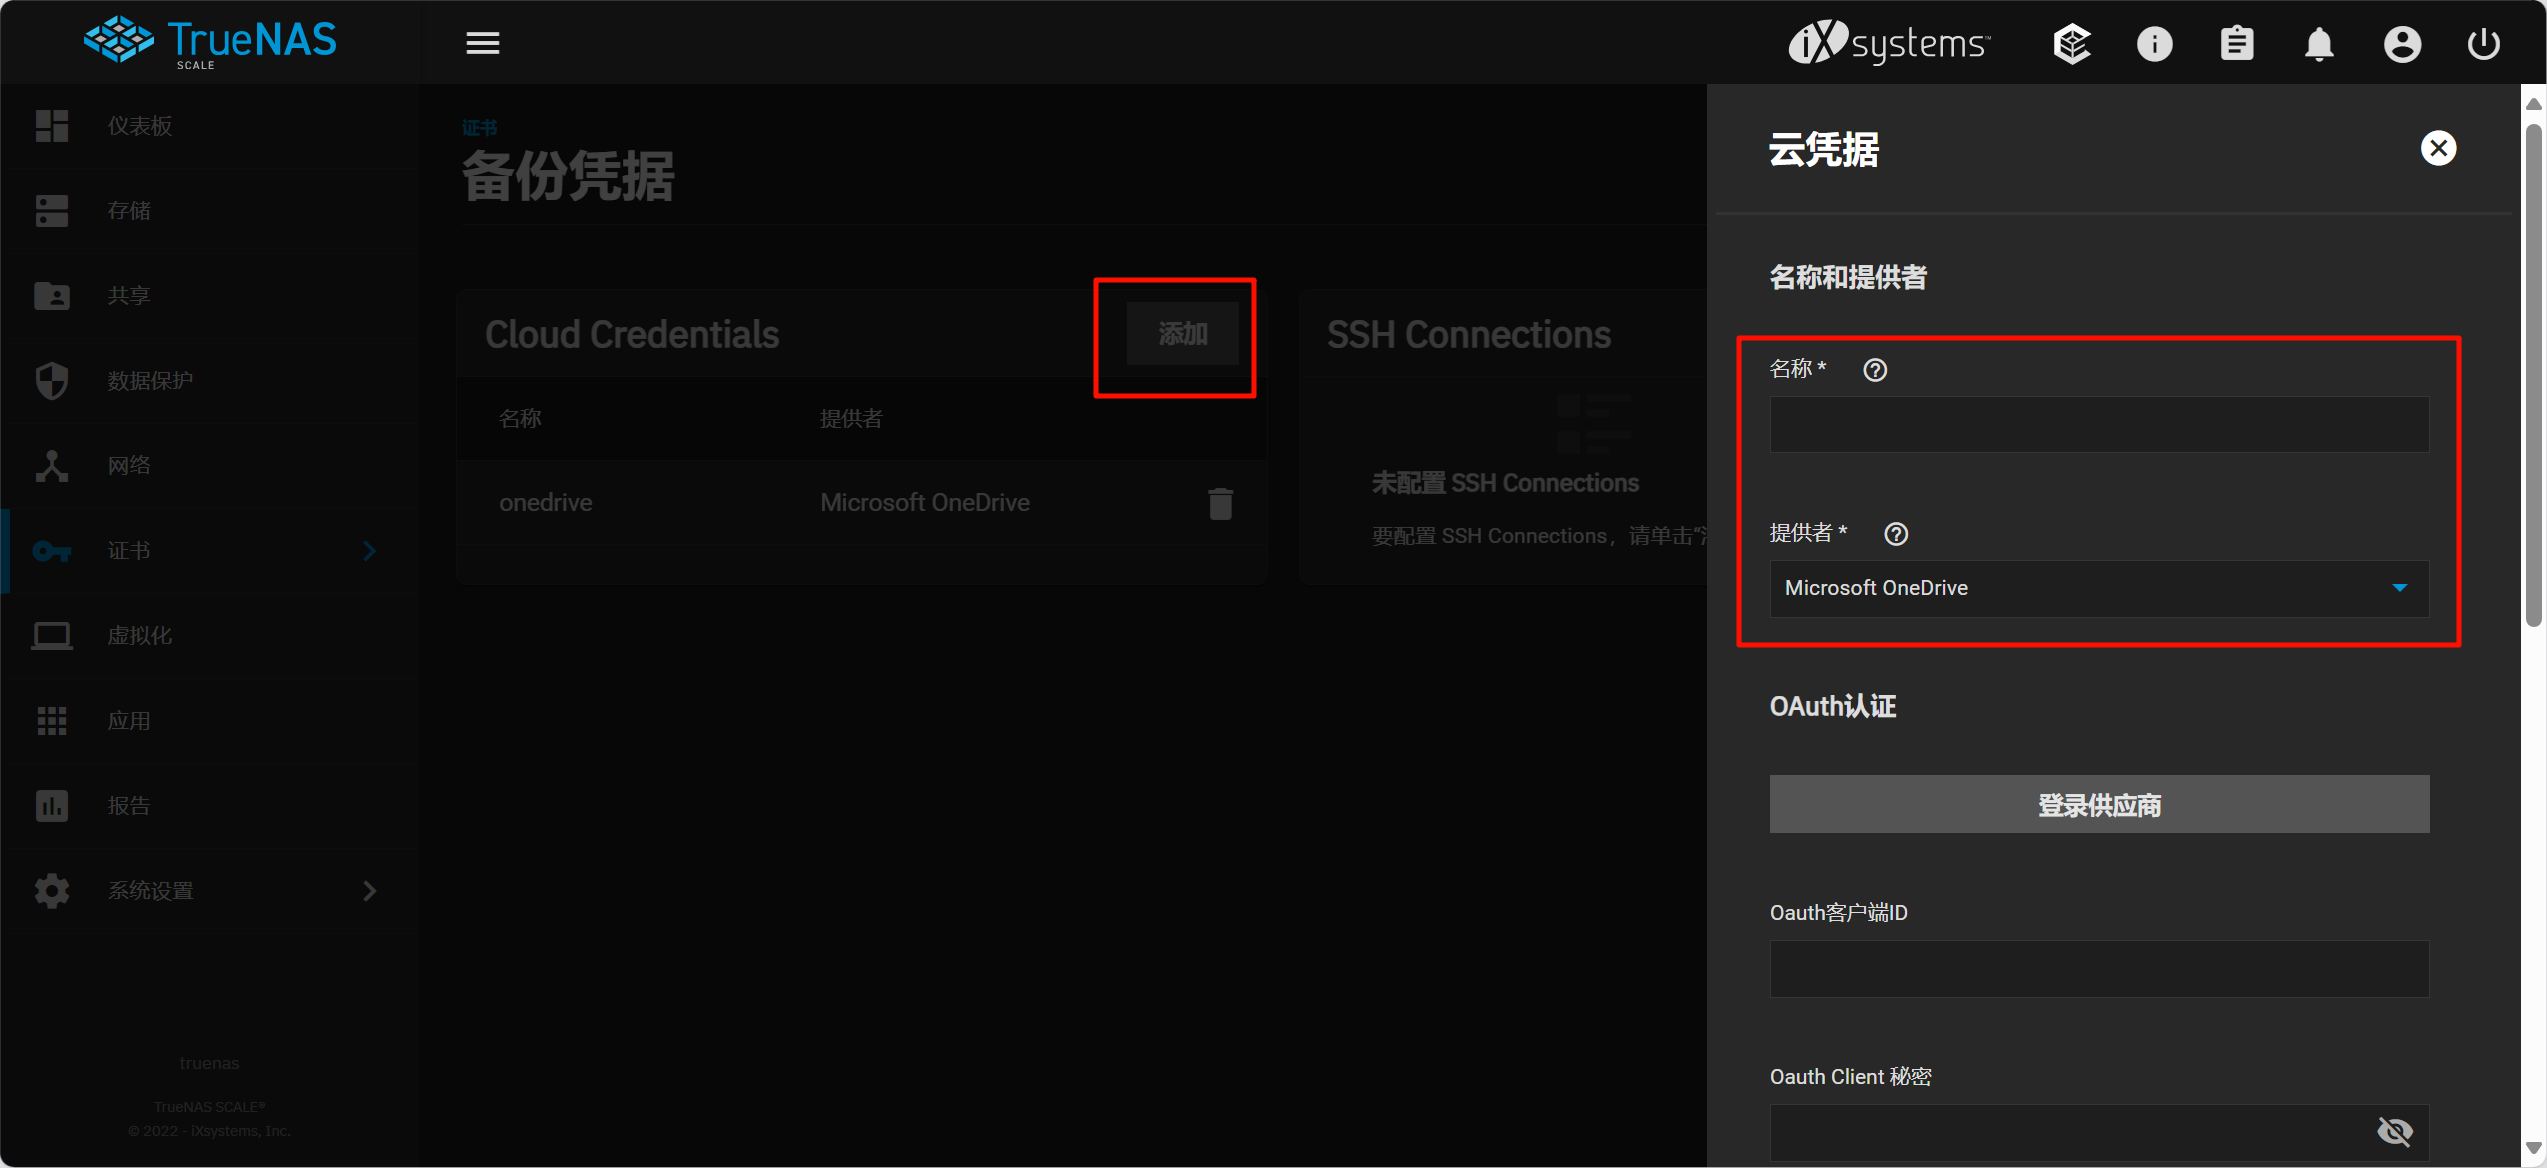 TrueNAS
SCALE
iXsystems™
仪表板
存储
共享
数据保护
网络
证书
虚拟化
应用
报告
系统设置
truenas
TrueNAS SCALE®
© 2022 - iXsystems, Inc.
证书
备份凭据
Cloud Credentials
添加
名称
提供者
onedrive
Microsoft OneDrive
SSH Connections
未配置 SSH Connections
要配置 SSH Connections，请单击“
云凭据
名称和提供者
名称 *
提供者 *
Microsoft OneDrive
OAuth认证
登录供应商
Oauth客户端ID
Oauth Client 秘密